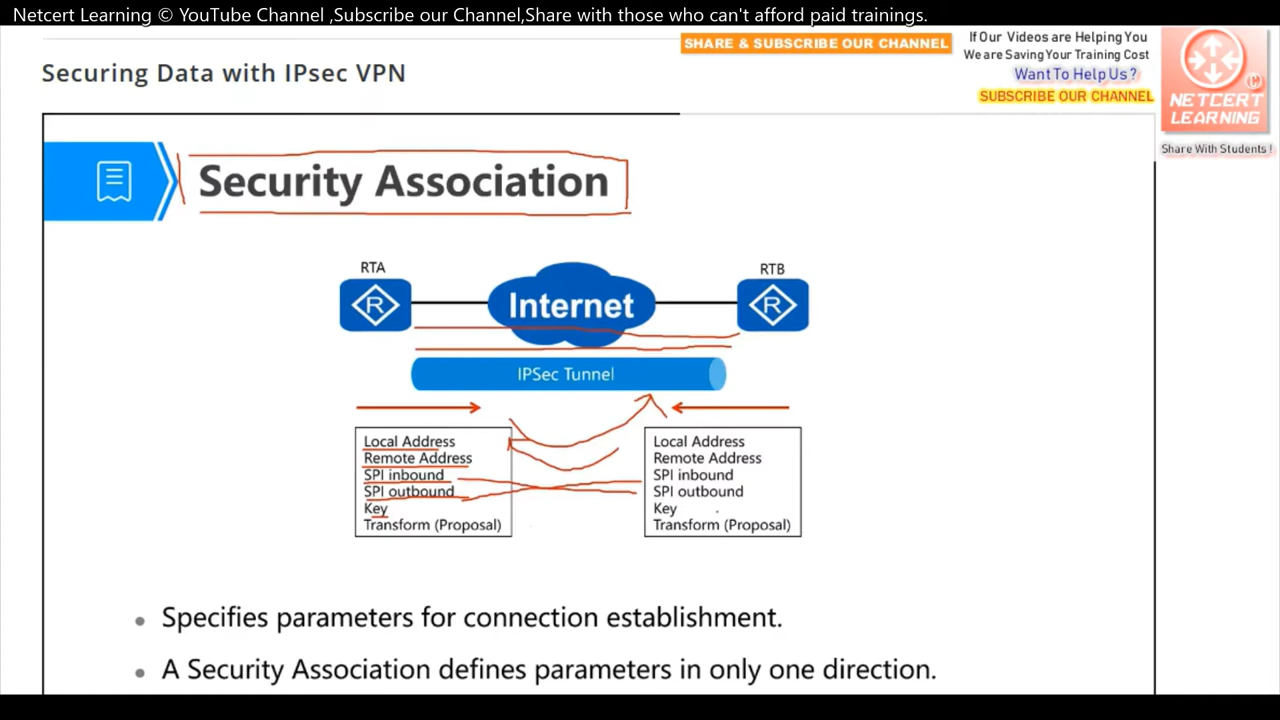 Netcert Learning © YouTube Channel ,Subscribe our Channel,Share with those who can't afford paid trainings.
SHARE & SUBSCRIBE OUR CHANNEL
If Our Videos are Helping You
We are Saving Your Training Cost
Want To Help Us ?
SUBSCRIBE OUR CHANNEL
NETCERT
LEARNING
Share With Students !
Securing Data with IPsec VPN
Security Association
RTA
RTB
R
Internet
R
IPSec Tunnel
Local Address
Remote Address
SPI inbound
SPI outbound
Key
Transform (Proposal)
Local Address
Remote Address
SPI inbound
SPI outbound
Key
Transform (Proposal)
• Specifies parameters for connection establishment.
• A Security Association defines parameters in only one direction.